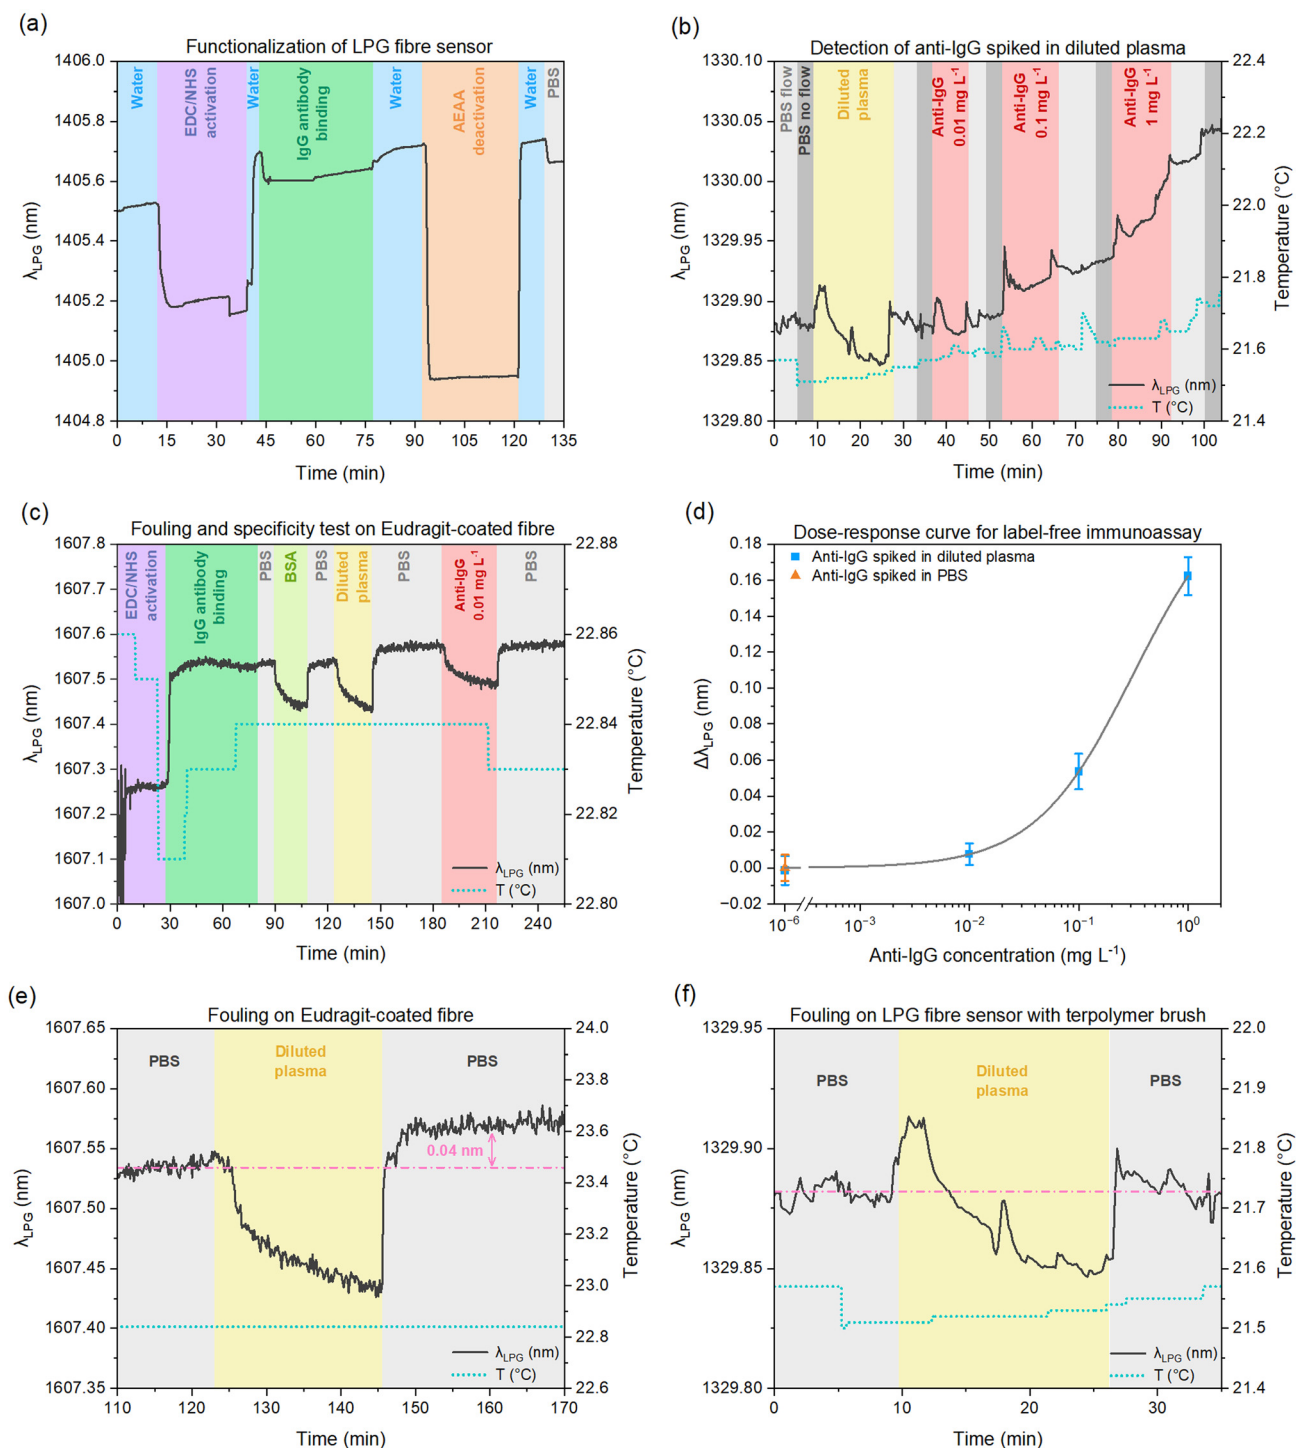 (a)
Functionalization of LPG fibre sensor
1406.0
1405.8
1405.6
1405.4
1405.2
1405.0
1404.8
λLPG (nm)
Water
EDC/NHS
activation
Water
IgG antibody
binding
Water
AEAA
deactivation
Water
PBS
0 15 30 45 60 75 90 105 120 135
Time (min)
(b)
Detection of anti-IgG spiked in diluted plasma
1330.10
1330.05
1330.00
1329.95
1329.90
1329.85
1329.80
λLPG (nm)
PBS flow
PBS no flow
Diluted
plasma
Anti-IgG
0.01 mg L⁻¹
Anti-IgG
0.1 mg L⁻¹
Anti-IgG
1 mg L⁻¹
λLPG (nm)
T (°C)
22.4
22.2
22.0
21.8
21.6
21.4
Temperature (°C)
0 10 20 30 40 50 60 70 80 90 100
Time (min)
(c)
Fouling and specificity test on Eudragit-coated fibre
1607.8
1607.7
1607.6
1607.5
1607.4
1607.3
1607.2
1607.1
1607.0
λLPG (nm)
EDC/NHS
activation
IgG antibody
binding
PBS
BSA
PBS
Diluted
plasma
PBS
Anti-IgG
0.01 mg L⁻¹
PBS
λLPG (nm)
T (°C)
22.88
22.86
22.84
22.82
22.80
Temperature (°C)
0 30 60 90 120 150 180 210 240
Time (min)
(d)
Dose-response curve for label-free immunoassay
0.18
0.16
0.14
0.12
0.10
0.08
0.06
0.04
0.02
0.00
−0.02
ΔλLPG (nm)
Anti-IgG spiked in diluted plasma
Anti-IgG spiked in PBS
10⁻⁶ 10⁻³ 10⁻² 10⁻¹ 10⁰
Anti-IgG concentration (mg L⁻¹)
(e)
Fouling on Eudragit-coated fibre
1607.65
1607.60
1607.55
1607.50
1607.45
1607.40
1607.35
λLPG (nm)
PBS
Diluted
plasma
PBS
0.04 nm
λLPG (nm)
T (°C)
24.0
23.8
23.6
23.4
23.2
23.0
22.8
22.6
Temperature (°C)
110 120 130 140 150 160 170
Time (min)
(f)
Fouling on LPG fibre sensor with terpolymer brush
1329.95
1329.90
1329.85
1329.80
λLPG (nm)
PBS
Diluted
plasma
PBS
λLPG (nm)
T (°C)
22.0
21.9
21.8
21.7
21.6
21.5
21.4
Temperature (°C)
0 10 20 30
Time (min)